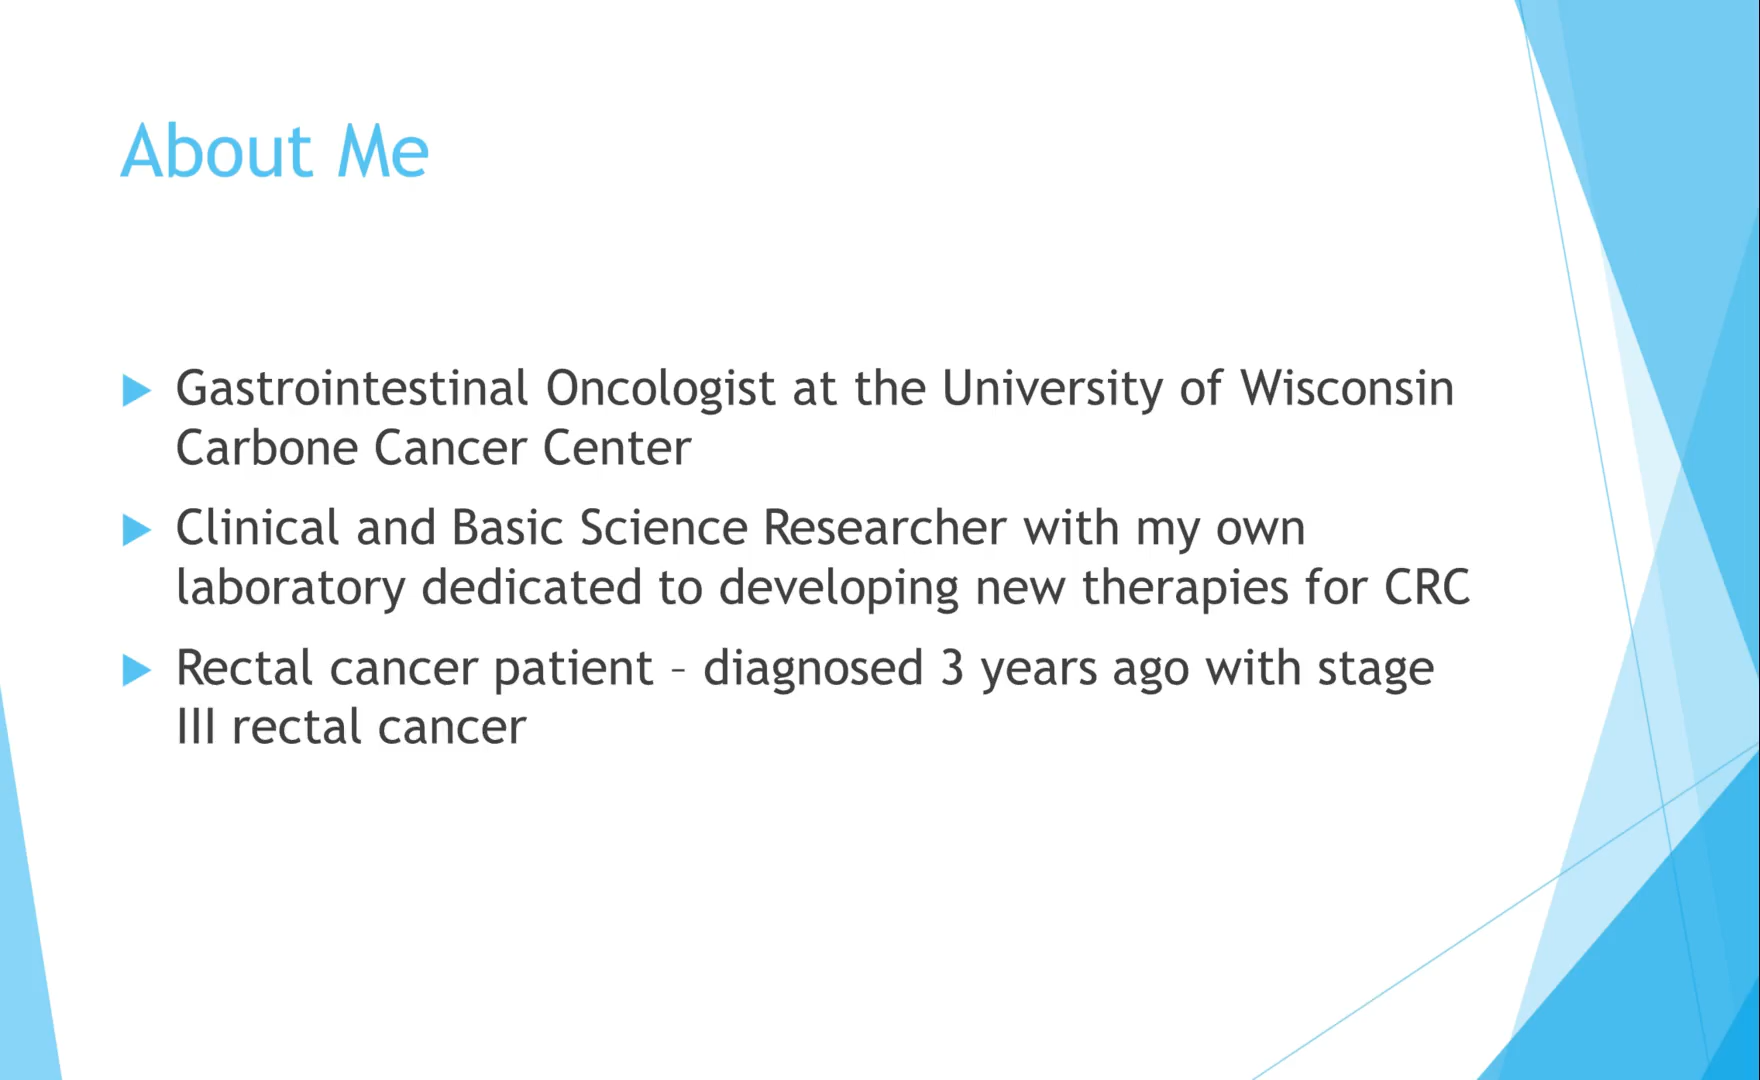 About Me
Gastrointestinal Oncologist at the University of Wisconsin
Carbone Cancer Center
Clinical and Basic Science Researcher with my own
laboratory dedicated to developing new therapies for CRC
Rectal cancer patient – diagnosed 3 years ago with stage
III rectal cancer